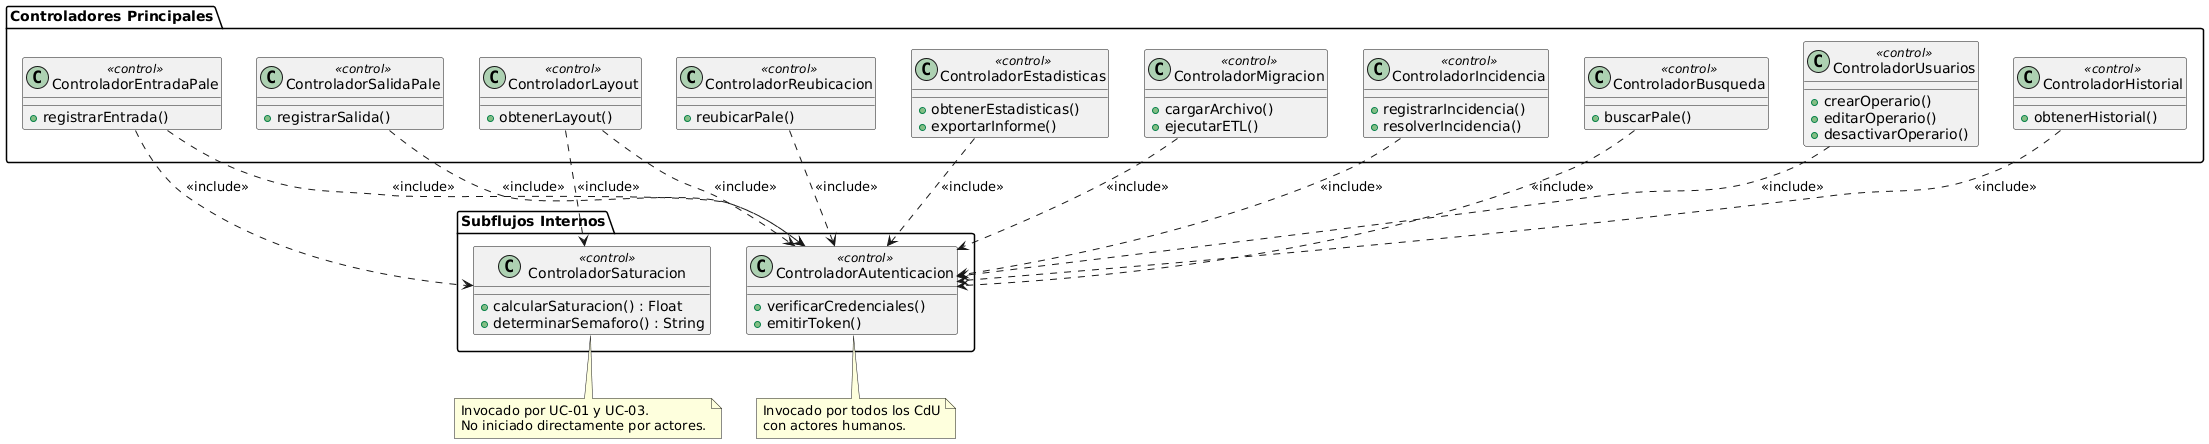 Controladores Principales
C
«control»
ControladorEntradaPale
registrarEntrada()
C
«control»
ControladorSalidaPale
registrarSalida()
C
«control»
ControladorLayout
obtenerLayout()
C
«control»
ControladorReubicacion
reubicarPale()
C
«control»
ControladorEstadisticas
obtenerEstadisticas()
exportarInforme()
C
«control»
ControladorMigracion
cargarArchivo()
ejecutarETL()
C
«control»
ControladorIncidencia
registrarIncidencia()
resolverIncidencia()
C
«control»
ControladorBusqueda
buscarPale()
C
«control»
ControladorUsuarios
crearOperario()
editarOperario()
desactivarOperario()
C
«control»
ControladorHistorial
obtenerHistorial()
«include»
«include»
«include»
«include»
«include»
«include»
«include»
«include»
«include»
«include»
«include»
«include»
Subflujos Internos
C
«control»
ControladorSaturacion
calcularSaturacion() : Float
determinarSemaforo() : String
C
«control»
ControladorAutenticacion
verificarCredenciales()
emitirToken()
Invocado por UC-01 y UC-03.
No iniciado directamente por actores.
Invocado por todos los CdU
con actores humanos.